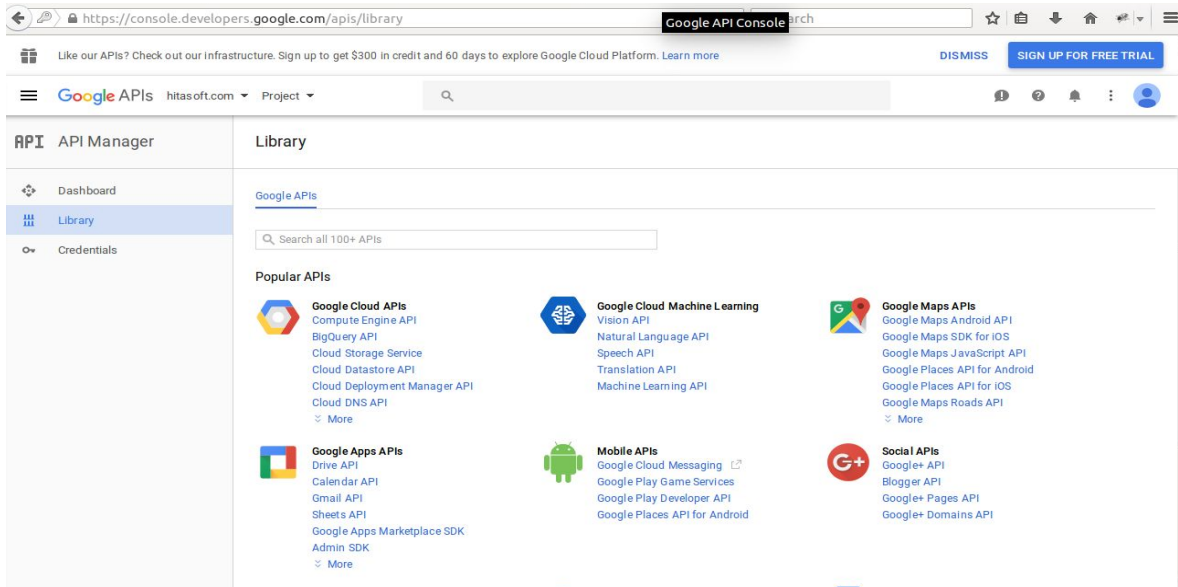 https://console.developers.google.com/apis/library
Google API Console
rch
Like our APIs? Check out our infrastructure. Sign up to get $300 in credit and 60 days to explore Google Cloud Platform. Learn more
DISMISS
SIGN UP FOR FREE TRIAL
Google APIs hitasoft.com Project
API API Manager
Library
Dashboard
Library
Credentials
Google APIs
Search all 100+ APIs
Popular APIs
Google Cloud APIs
Compute Engine API
BigQuery API
Cloud Storage Service
Cloud Datastore API
Cloud Deployment Manager API
Cloud DNS API
More
Google Cloud Machine Learning
Vision API
Natural Language API
Speech API
Translation API
Machine Learning API
G
Google Maps APIs
Google Maps Android API
Google Maps SDK for iOS
Google Maps JavaScript API
Google Places API for Android
Google Places API for iOS
Google Maps Roads API
More
Google Apps APIs
Drive API
Calendar API
Gmail API
Sheets API
Google Apps Marketplace SDK
Admin SDK
More
Mobile APIs
Google Cloud Messaging
Google Play Game Services
Google Play Developer API
Google Places API for Android
G+
Social APIs
Google+ API
Blogger API
Google+ Pages API
Google+ Domains API